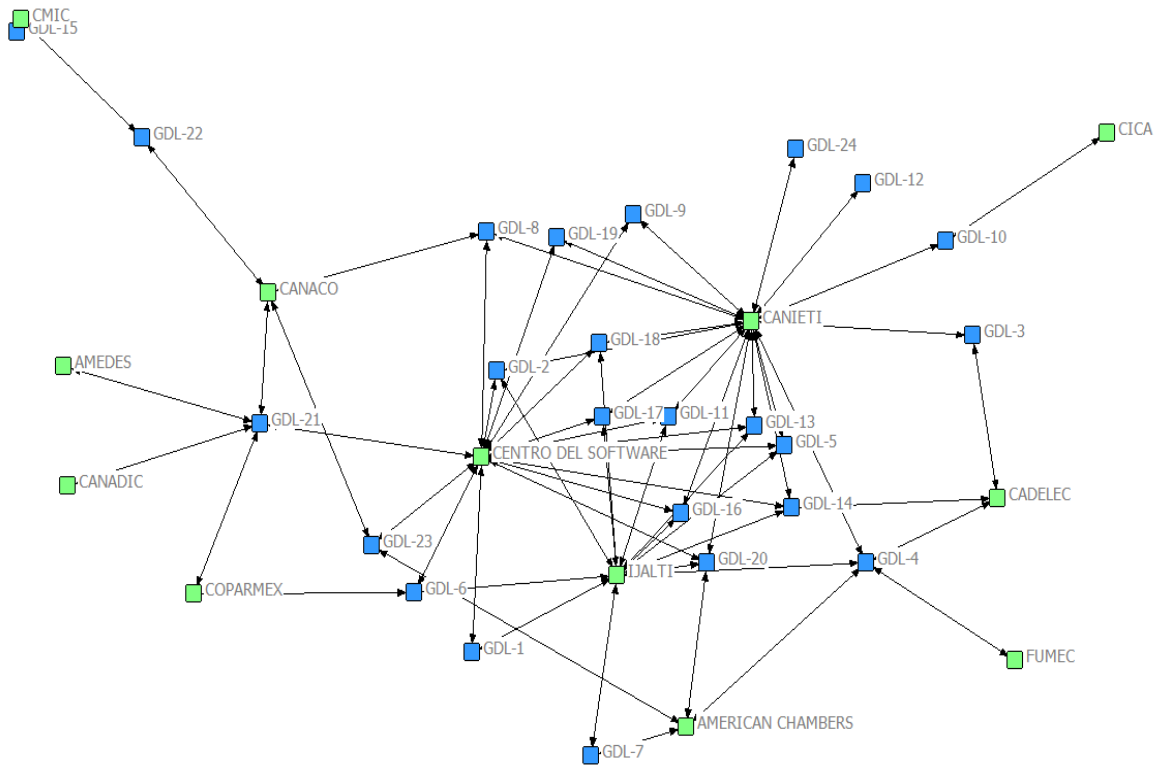 CMIC
GDL-15
CICA
GDL-22
GDL-24
GDL-12
GDL-9
GDL-8
GDL-19
GDL-10
CANACO
CANIETI
GDL-3
GDL-18
AMEDES
GDL-2
GDL-17
GDL-11
GDL-21
GDL-13
GDL-5
CENTRO DEL SOFTWARE
CANADIC
CADELEC
GDL-14
GDL-16
GDL-23
GDL-20
GDL-4
IJALTI
COPARMEX
GDL-6
GDL-1
FUMEC
AMERICAN CHAMBERS
GDL-7